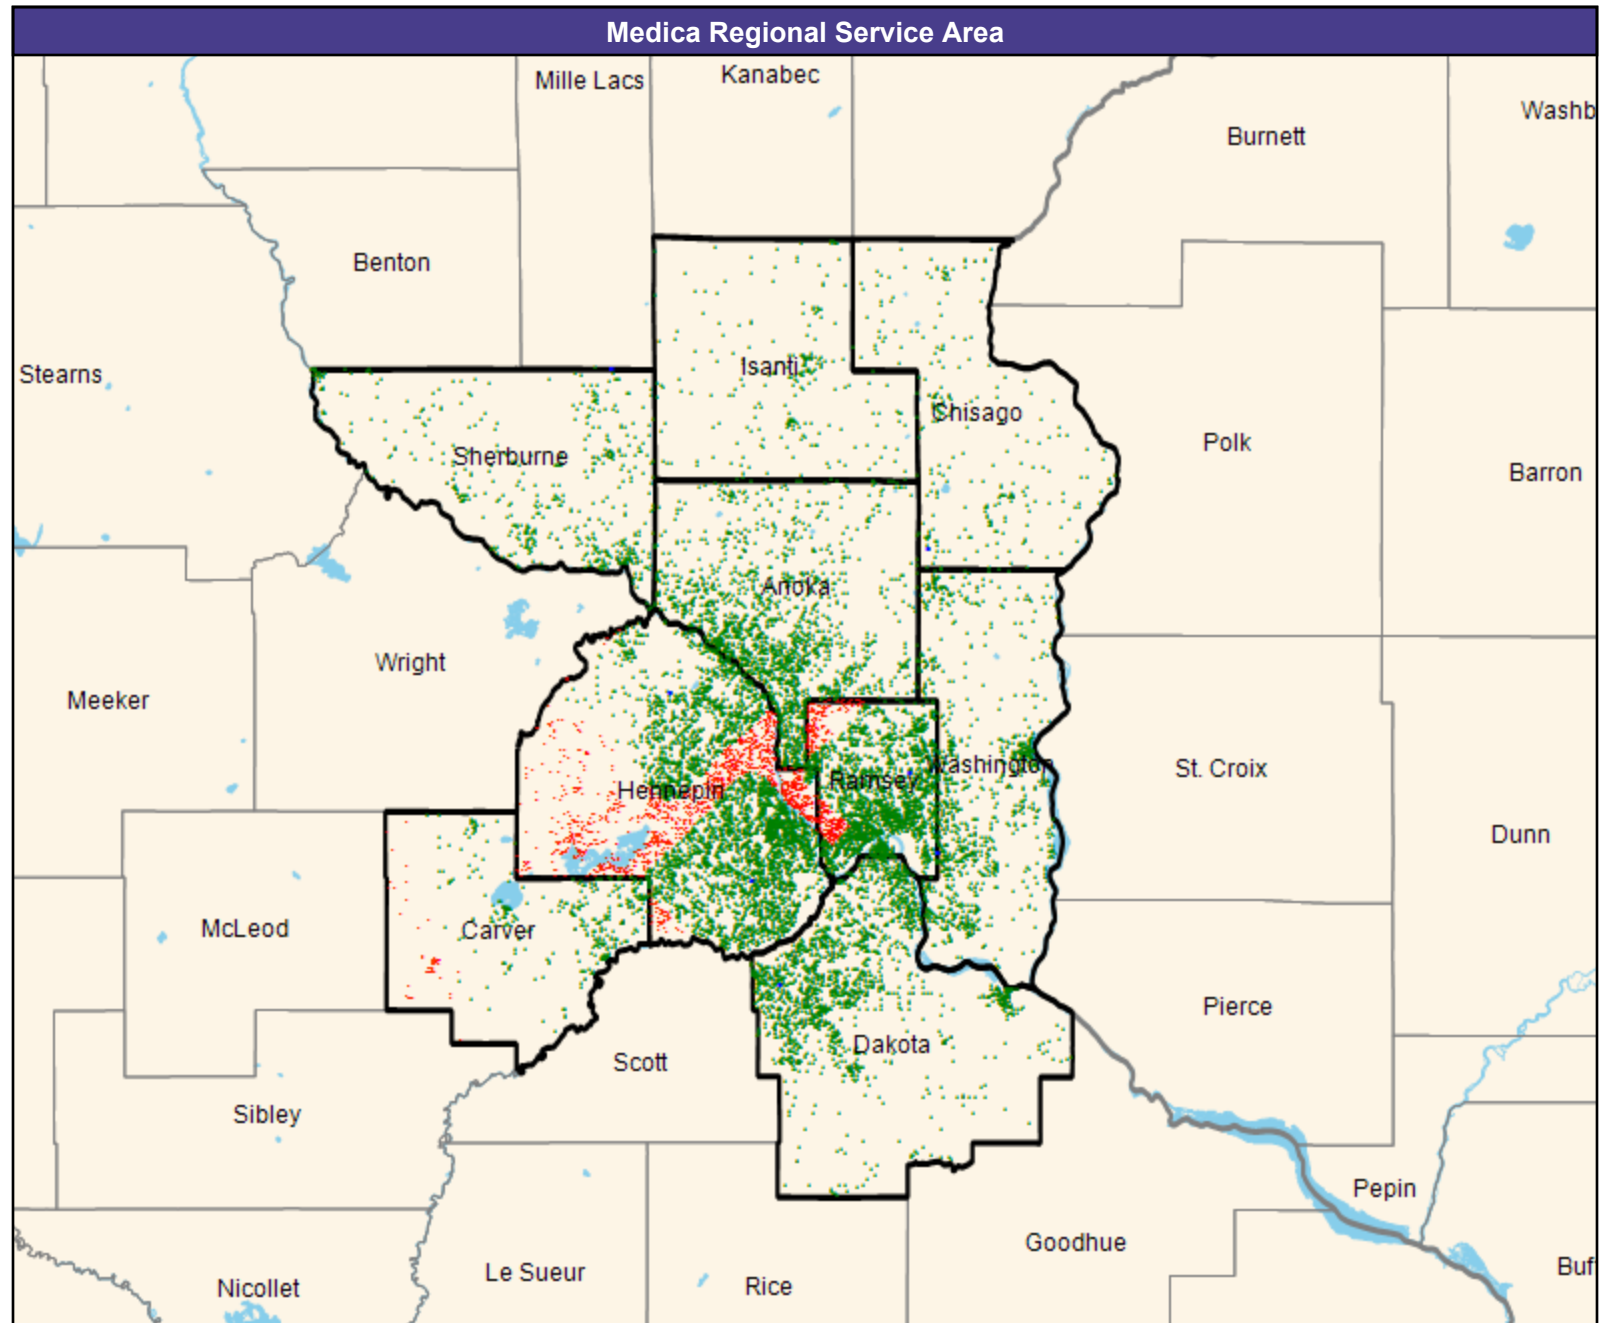 Medica Regional Service Area
Mille Lacs
Kanabec
Washb
Burnett
Benton
Stearns
Isanti
Chisago
Polk
Sherburne
Barron
Anoka
Wright
Meeker
Hennepin
Ramsey
Washington
St. Croix
Dunn
McLeod
Carver
Pierce
Scott
Dakota
Sibley
Pepin
Goodhue
Nicollet
Le Sueur
Rice
Buf